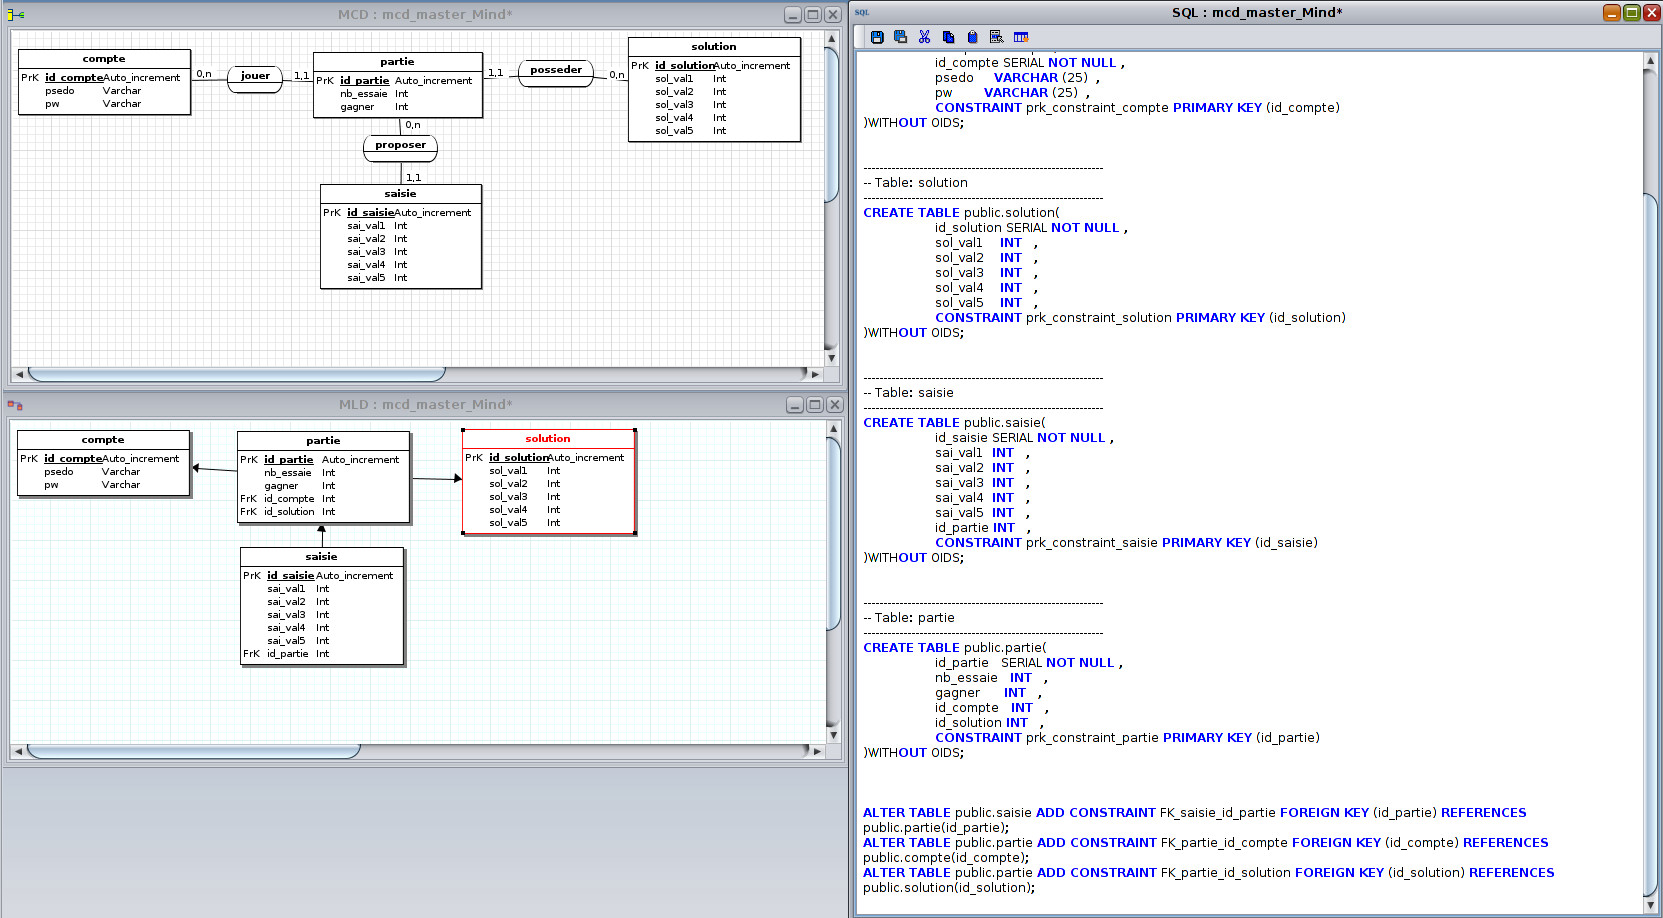 MCD : mcd_master_Mind*
compte
PrK id_compte Auto_increment
psedo Varchar
pw Varchar
0,n
jouer
1,1
partie
PrK id_partie Auto_increment
nb_essaie Int
gagner Int
1,1
posseder
0,n
solution
PrK id_solution Auto_increment
sol_val1 Int
sol_val2 Int
sol_val3 Int
sol_val4 Int
sol_val5 Int
0,n
proposer
1,1
saisie
PrK id_saisie Auto_increment
sai_val1 Int
sai_val2 Int
sai_val3 Int
sai_val4 Int
sai_val5 Int
MLD : mcd_master_Mind*
compte
PrK id_compte Auto_increment
psedo Varchar
pw Varchar
partie
PrK id_partie Auto_increment
nb_essaie Int
gagner Int
FrK id_compte Int
FrK id_solution Int
solution
PrK id_solution Auto_increment
sol_val1 Int
sol_val2 Int
sol_val3 Int
sol_val4 Int
sol_val5 Int
saisie
PrK id_saisie Auto_increment
sai_val1 Int
sai_val2 Int
sai_val3 Int
sai_val4 Int
sai_val5 Int
FrK id_partie Int
SQL
SQL : mcd_master_Mind*
id_compte SERIAL NOT NULL ,
psedo VARCHAR (25) ,
pw VARCHAR (25) ,
CONSTRAINT prk_constraint_compte PRIMARY KEY (id_compte)
)WITHOUT OIDS;
------------------------------------------------------------
-- Table: solution
------------------------------------------------------------
CREATE TABLE public.solution(
id_solution SERIAL NOT NULL ,
sol_val1 INT ,
sol_val2 INT ,
sol_val3 INT ,
sol_val4 INT ,
sol_val5 INT ,
CONSTRAINT prk_constraint_solution PRIMARY KEY (id_solution)
)WITHOUT OIDS;
------------------------------------------------------------
-- Table: saisie
------------------------------------------------------------
CREATE TABLE public.saisie(
id_saisie SERIAL NOT NULL ,
sai_val1 INT ,
sai_val2 INT ,
sai_val3 INT ,
sai_val4 INT ,
sai_val5 INT ,
id_partie INT ,
CONSTRAINT prk_constraint_saisie PRIMARY KEY (id_saisie)
)WITHOUT OIDS;
------------------------------------------------------------
-- Table: partie
------------------------------------------------------------
CREATE TABLE public.partie(
id_partie SERIAL NOT NULL ,
nb_essaie INT ,
gagner INT ,
id_compte INT ,
id_solution INT ,
CONSTRAINT prk_constraint_partie PRIMARY KEY (id_partie)
)WITHOUT OIDS;
ALTER TABLE public.saisie ADD CONSTRAINT FK_saisie_id_partie FOREIGN KEY (id_partie) REFERENCES
public.partie(id_partie);
ALTER TABLE public.partie ADD CONSTRAINT FK_partie_id_compte FOREIGN KEY (id_compte) REFERENCES
public.compte(id_compte);
ALTER TABLE public.partie ADD CONSTRAINT FK_partie_id_solution FOREIGN KEY (id_solution) REFERENCES
public.solution(id_solution);